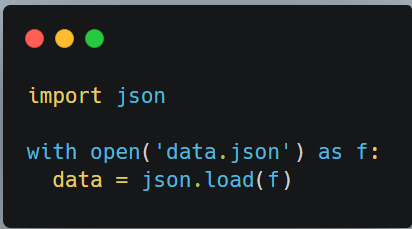 import json

with open('data.json') as f:
  data = json.load(f)